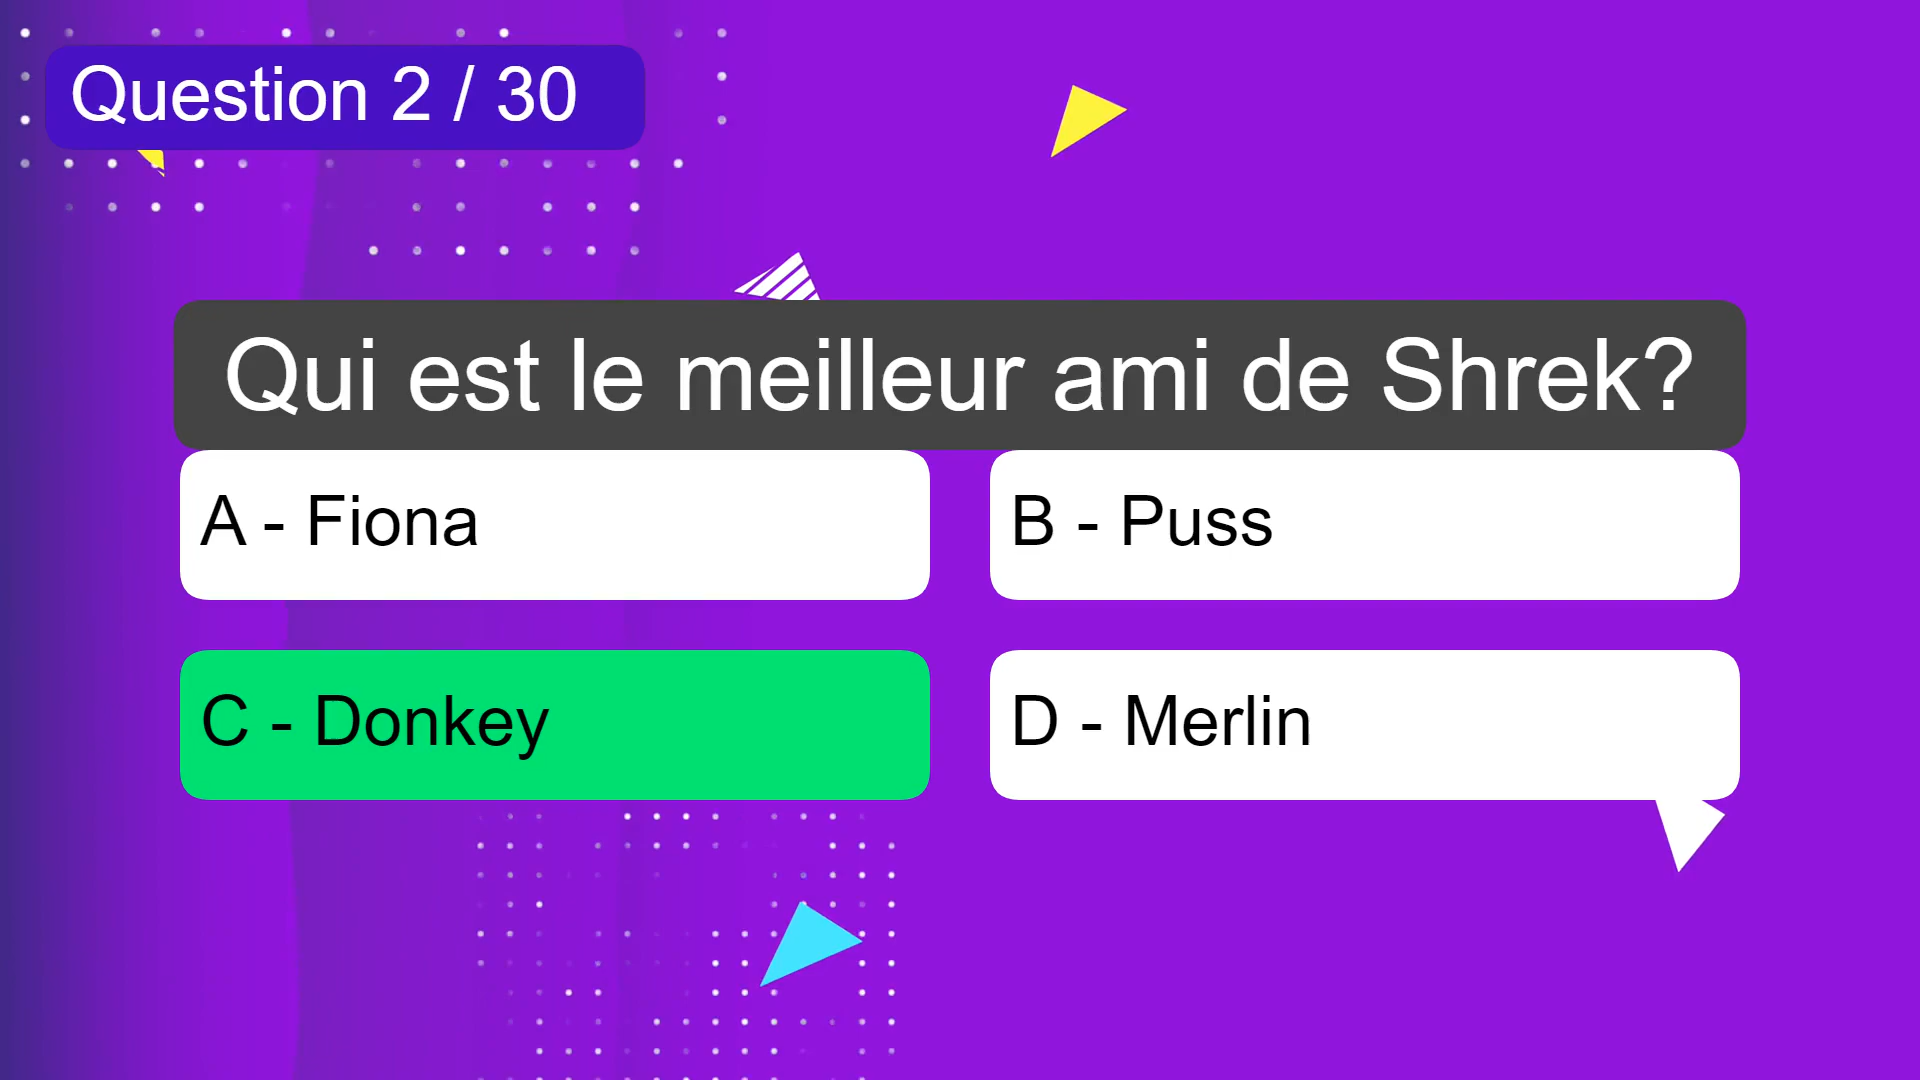 Question 2 / 30
Qui est le meilleur ami de Shrek?
A - Fiona
B - Puss
C - Donkey
D - Merlin